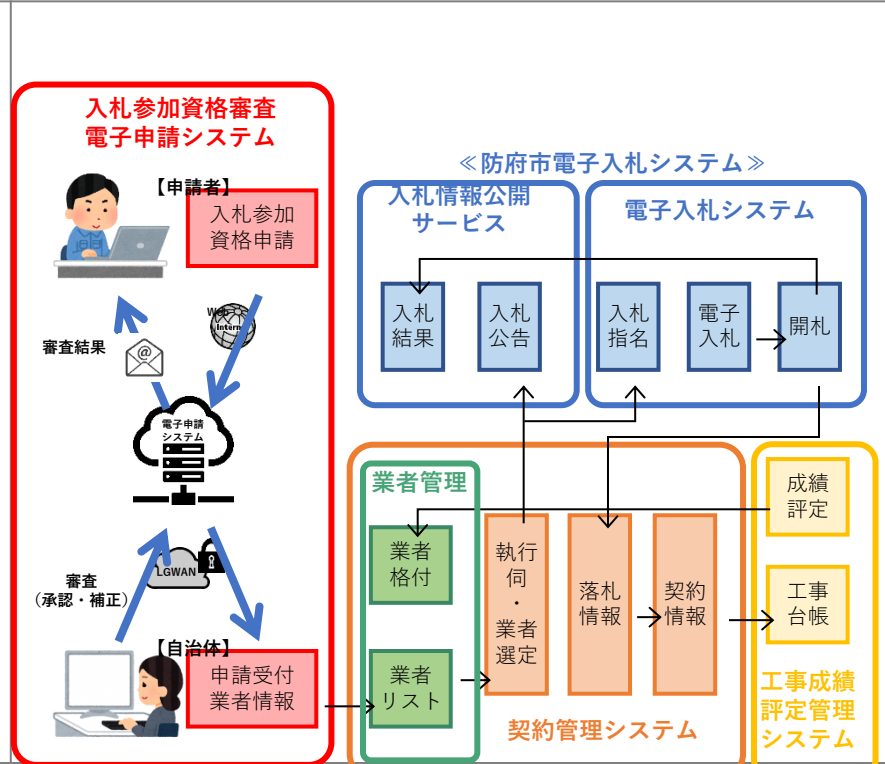 入札参加資格審査
電子申請システム
【申請者】
入札参加
資格申請
Web
Internet
審査結果
@
電子申請
システム
LGWAN
審査
（承認・補正）
【自治体】
申請受付
業者情報
≪防府市電子入札システム≫
入札情報公開
サービス
入札
結果
入札
公告
電子入札システム
入札
指名
電子
入札
開札
業者管理
業者
格付
業者
リスト
執行
伺
・
業者
選定
落札
情報
契約
情報
契約管理システム
成績
評定
工事
台帳
工事成績
評定管理
システム